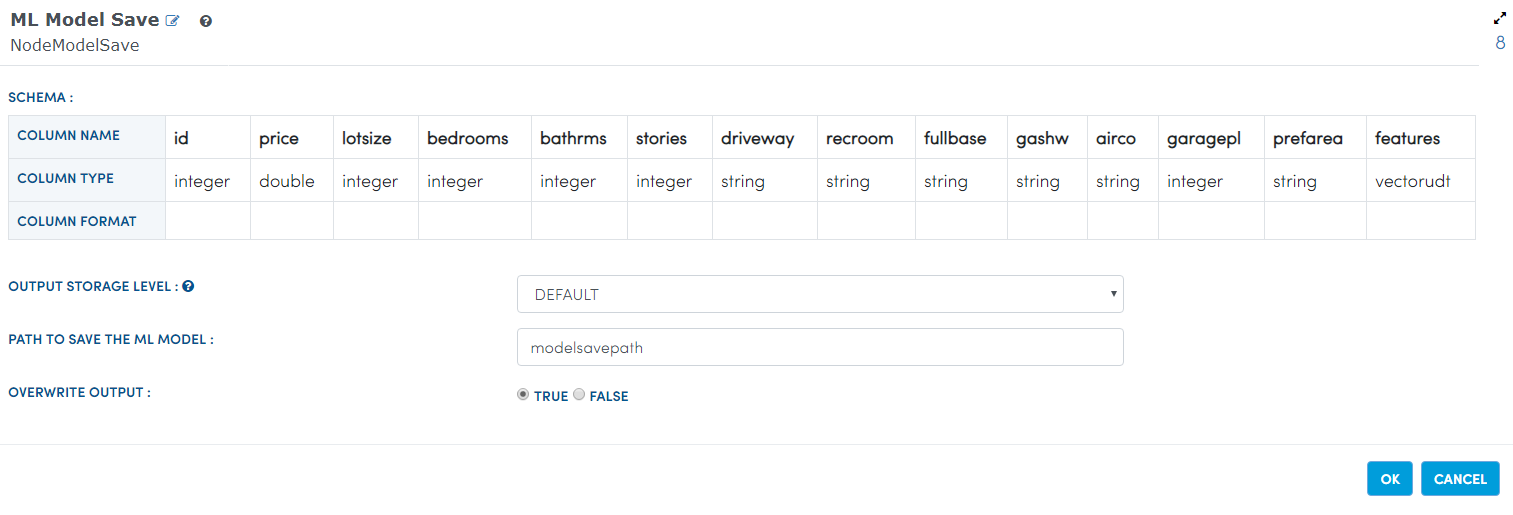 ML Model Save
NodeModelSave
8
SCHEMA :
COLUMN NAME id price lotsize bedrooms bathrms stories driveway recroom fullbase gashw airco garagepl prefarea features
COLUMN TYPE integer double integer integer integer integer string string string string string integer string vectorudt
COLUMN FORMAT
OUTPUT STORAGE LEVEL : DEFAULT
PATH TO SAVE THE ML MODEL : modelsavepath
OVERWRITE OUTPUT : TRUE FALSE
OK CANCEL